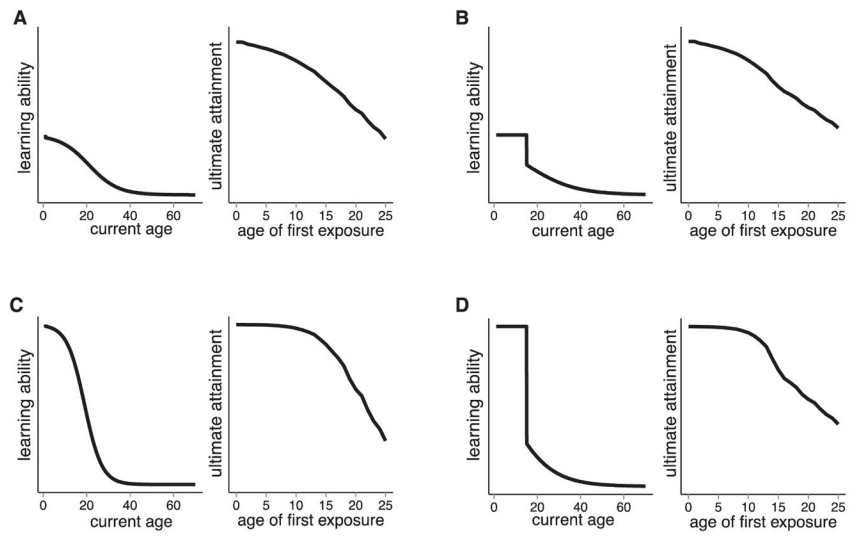 A
learning ability
0 20 40 60
current age
ultimate attainment
0 5 10 15 20 25
age of first exposure
B
learning ability
0 20 40 60
current age
ultimate attainment
0 5 10 15 20 25
age of first exposure
C
learning ability
0 20 40 60
current age
ultimate attainment
0 5 10 15 20 25
age of first exposure
D
learning ability
0 20 40 60
current age
ultimate attainment
0 5 10 15 20 25
age of first exposure